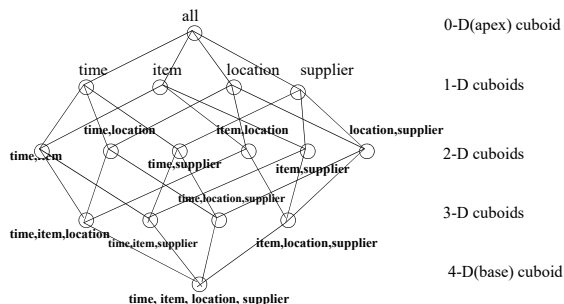 all
0-D(apex) cuboid
time item location supplier
1-D cuboids
time,location item,location location,supplier
time,item time,supplier item,supplier
2-D cuboids
time,location,supplier
3-D cuboids
time,item,location time,item,supplier item,location,supplier
4-D(base) cuboid
time, item, location, supplier